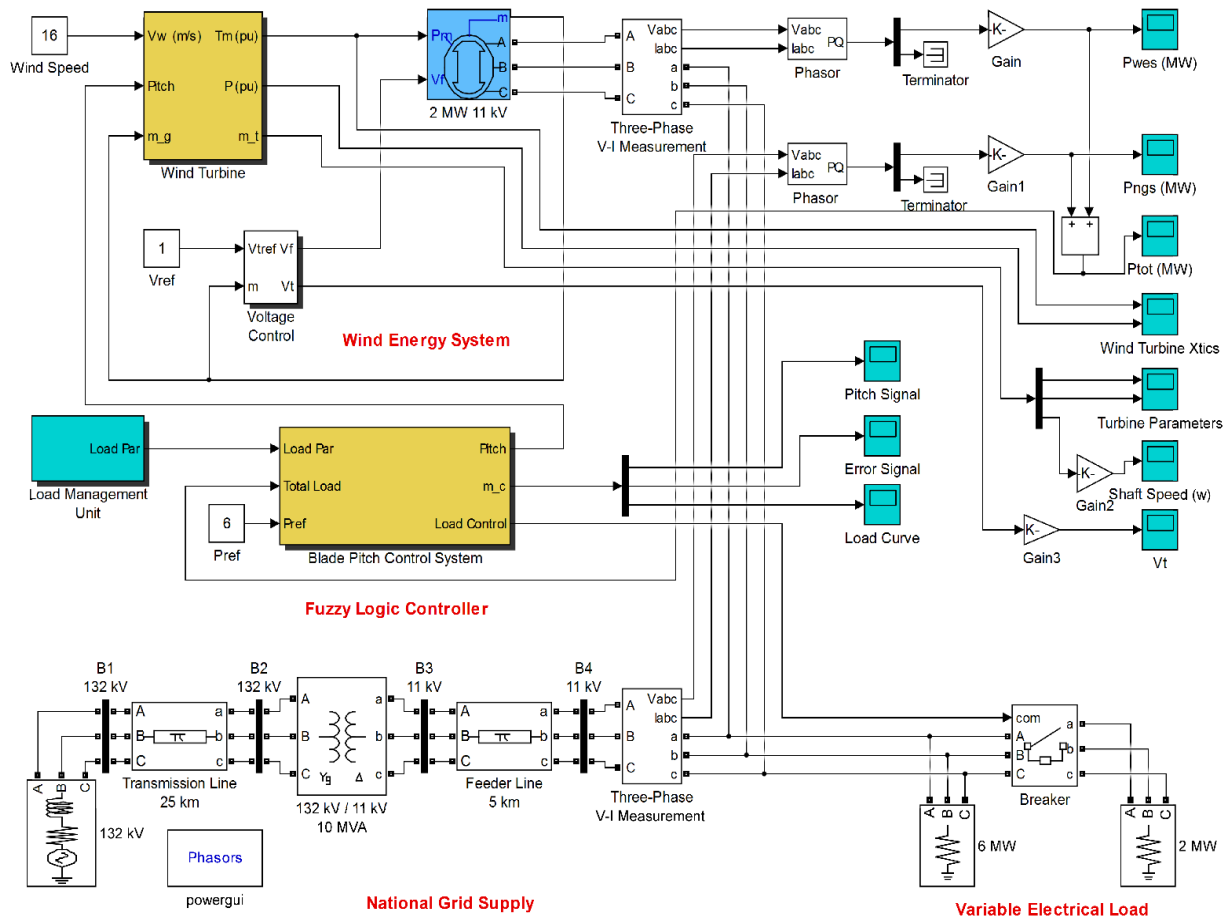 16
Wind Speed
Vw (m/s)
Tm (pu)
Pitch
P (pu)
m_g
m_t
Wind Turbine
Pm
m
Vf
A
B
C
2 MW 11 kV
A
B
C
Vabc
Iabc
a
b
c
Three-Phase
V-I Measurement
Vabc
Iabc
PQ
Phasor
Terminator
K-
Gain
Pwes (MW)
Vabc
Iabc
PQ
Phasor
Terminator
K-
Gain1
Pngs (MW)
+ +
Ptot (MW)
1
Vref
Vtref Vf
m Vt
Voltage
Control
Wind Energy System
Wind Turbine Xtics
Pitch Signal
Turbine Parameters
Load Par
Load Management
Unit
Load Par
Pitch
Total Load
m_c
Pref
Load Control
6
Pref
Blade Pitch Control System
Error Signal
Load Curve
K-
Gain2
Shaft Speed (w)
K-
Gain3
Vt
Fuzzy Logic Controller
B1
132 kV
B2
132 kV
B3
11 kV
B4
11 kV
A a
B b
C c
Transmission Line
25 km
A a
B b
C c
Yg Δ
132 kV / 11 kV
10 MVA
A a
B b
C c
Feeder Line
5 km
A
B
C
Vabc
Iabc
a
b
c
Three-Phase
V-I Measurement
com
A
B
C
a
b
c
Breaker
A B C
132 kV
Phasors
powergui
A B C
6 MW
A B C
2 MW
National Grid Supply
Variable Electrical Load